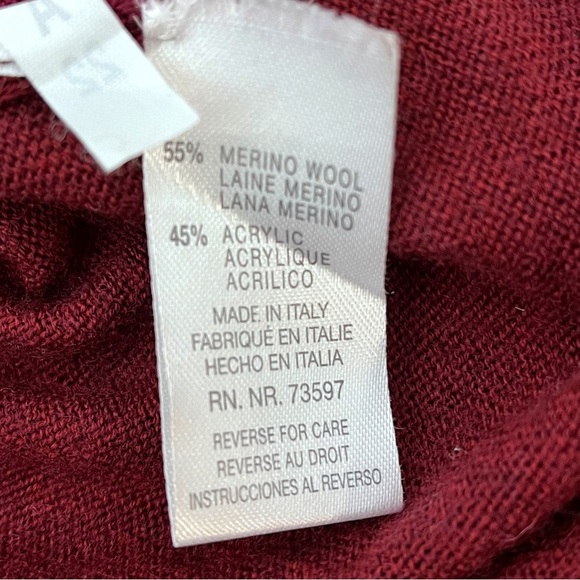 55% MERINO WOOL
LAINE MERINO
LANA MERINO
45% ACRYLIC
ACRYLIQUE
ACRILICO
MADE IN ITALY
FABRIQUÉ EN ITALIE
HECHO EN ITALIA
RN. NR. 73597
REVERSE FOR CARE
REVERSE AU DROIT
INSTRUCCIONES AL REVERSO